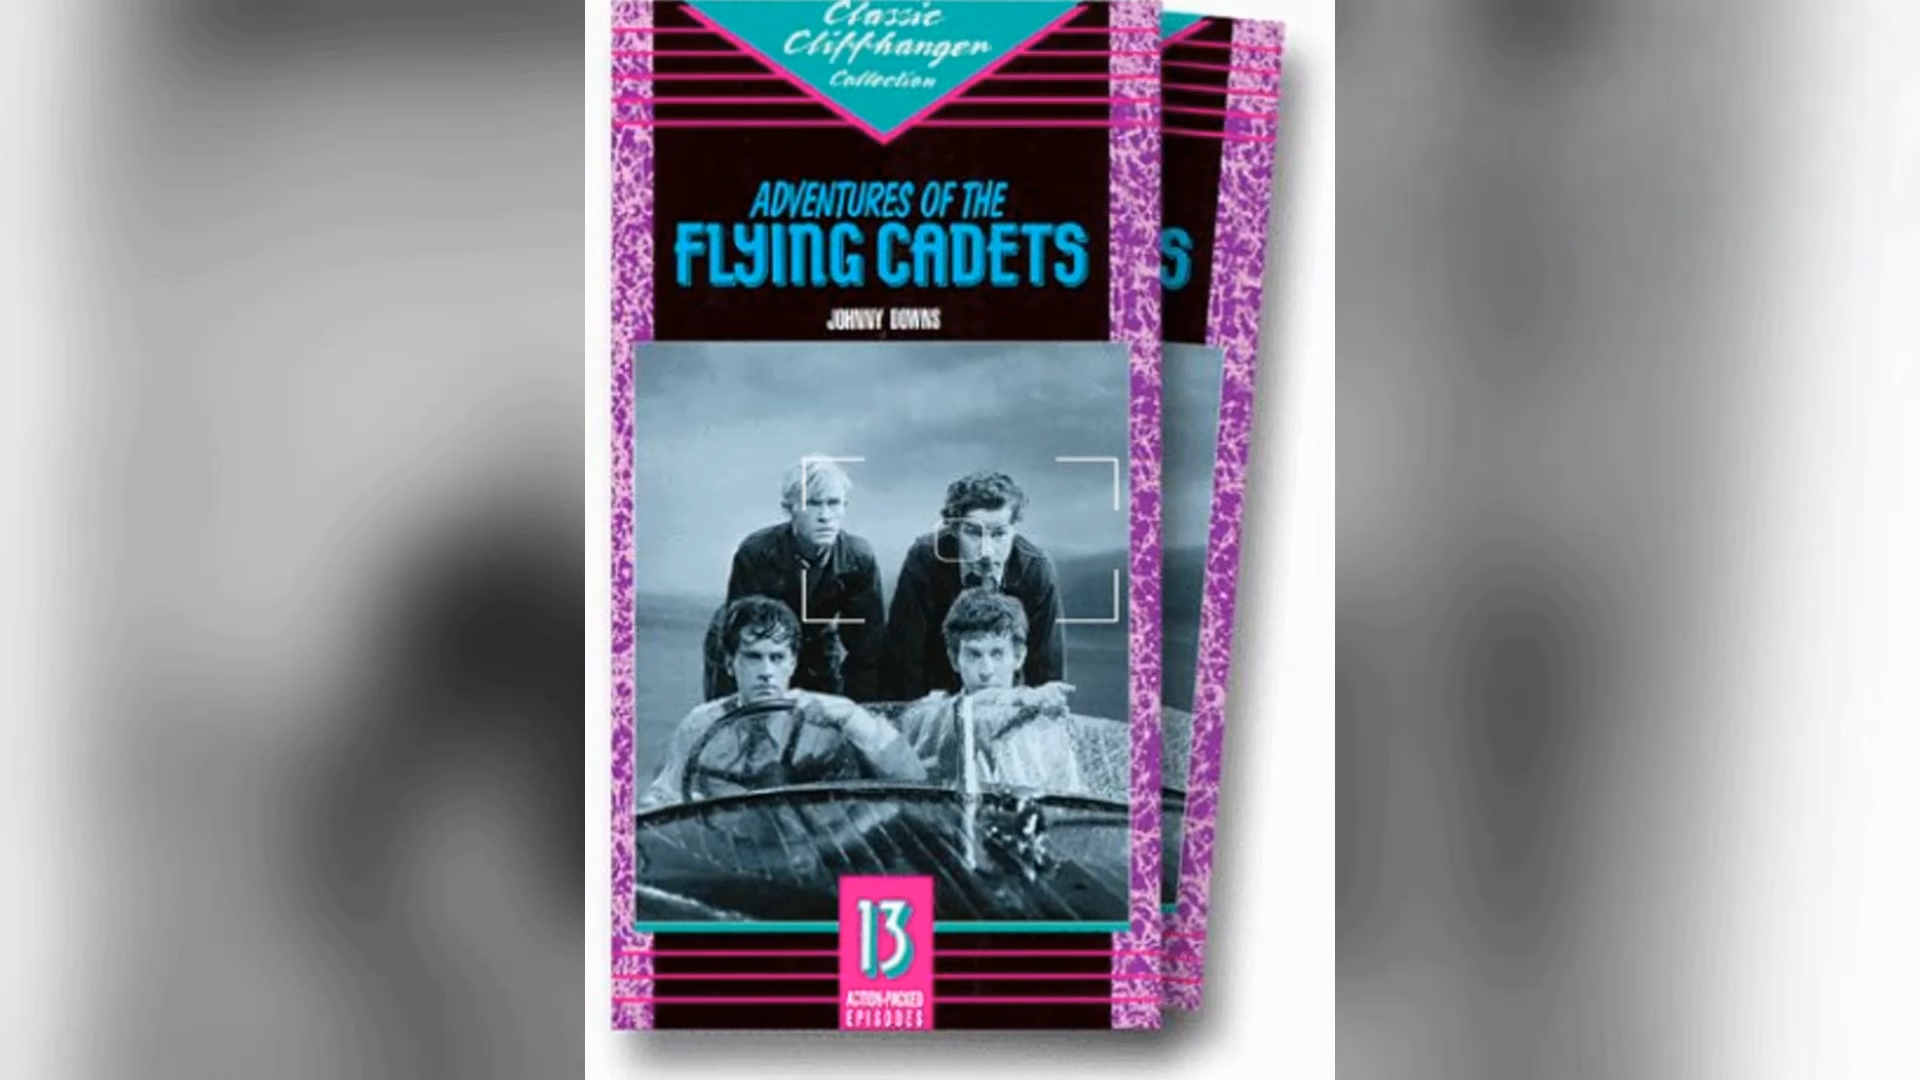 Classic
Cliffhanger
Collection
ADVENTURES OF THE
FLYING CADETS
S
JOHNNY DOWNS
13
ACTION-PACKED
EPISODES